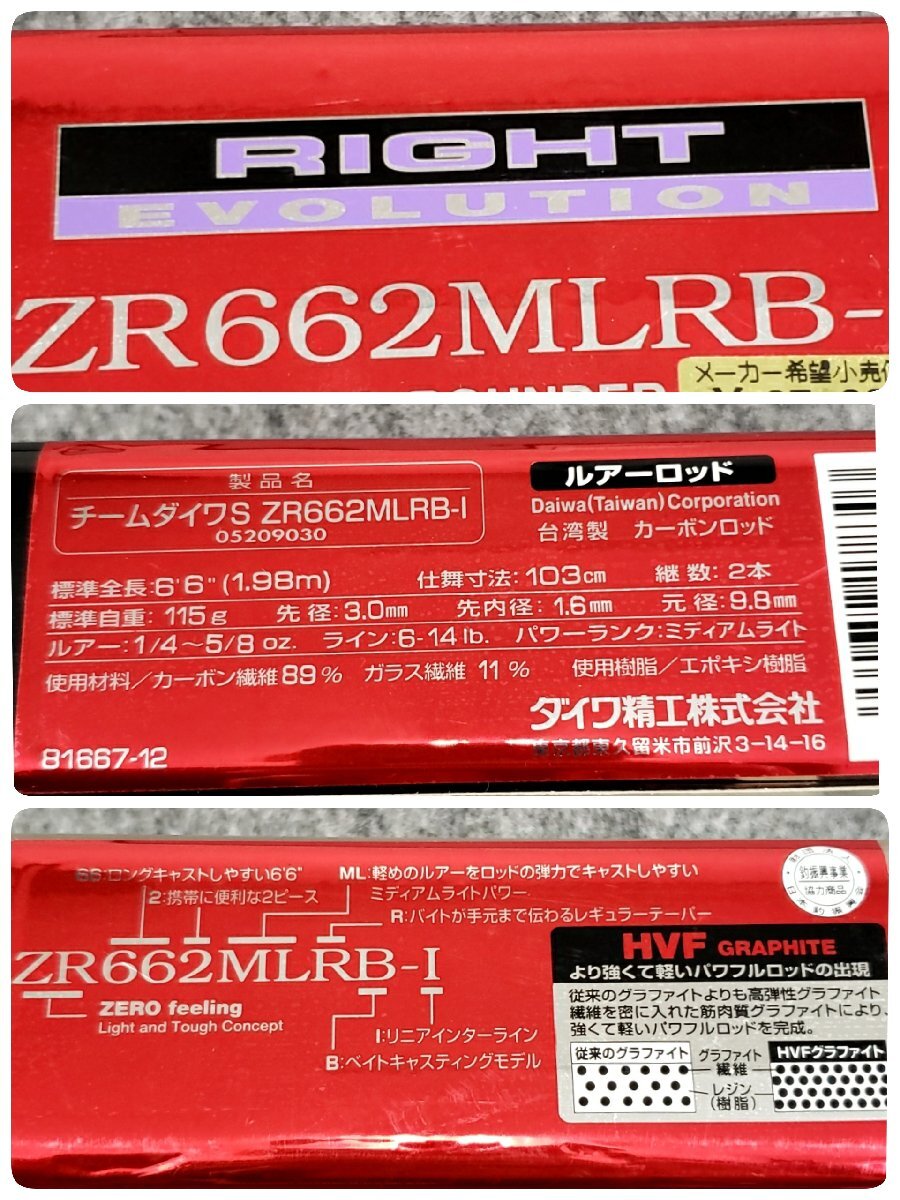 RIGHT
EVOLUTION
ZR662MLRB-
メーカー希望小売
製品名
チームダイワS ZR662MLRB-I
05209030
ルアーロッド
Daiwa(Taiwan)Corporation
台湾製 カーボンロッド
標準全長:6'6"(1.98m) 仕舞寸法:103cm 継数:2本
標準自重:115g 先径:3.0mm 先内径:1.6mm 元径:9.8mm
ルアー:1/4〜5/8 oz. ライン:6-14 lb. パワーランク:ミディアムライト
使用材料/カーボン繊維89% ガラス繊維 11% 使用樹脂/エポキシ樹脂
ダイワ精工株式会社
東京都東久留米市前沢3-14-16
81667-12
66:ロングキャストしやすい6'6"
2:携帯に便利な2ピース
ML:軽めのルアーをロッドの弾力でキャストしやすい
ミディアムライトパワー.
R:バイトが手元まで伝わるレギュラーテーパー
ZR662MLRB-I
ZERO feeling
Light and Tough Concept
I:リニアインターライン
B:ベイトキャスティングモデル
釣振興事業
協力商品
HVF GRAPHITE
より強くて軽いパワフルロッドの出現
従来のグラファイトよりも高弾性グラファイト
繊維を密に入れた筋肉質グラファイトにより、
強くて軽いパワフルロッドを完成。
従来のグラファイト
グラファイト
繊維
レジン
(樹脂)
HVFグラファイト